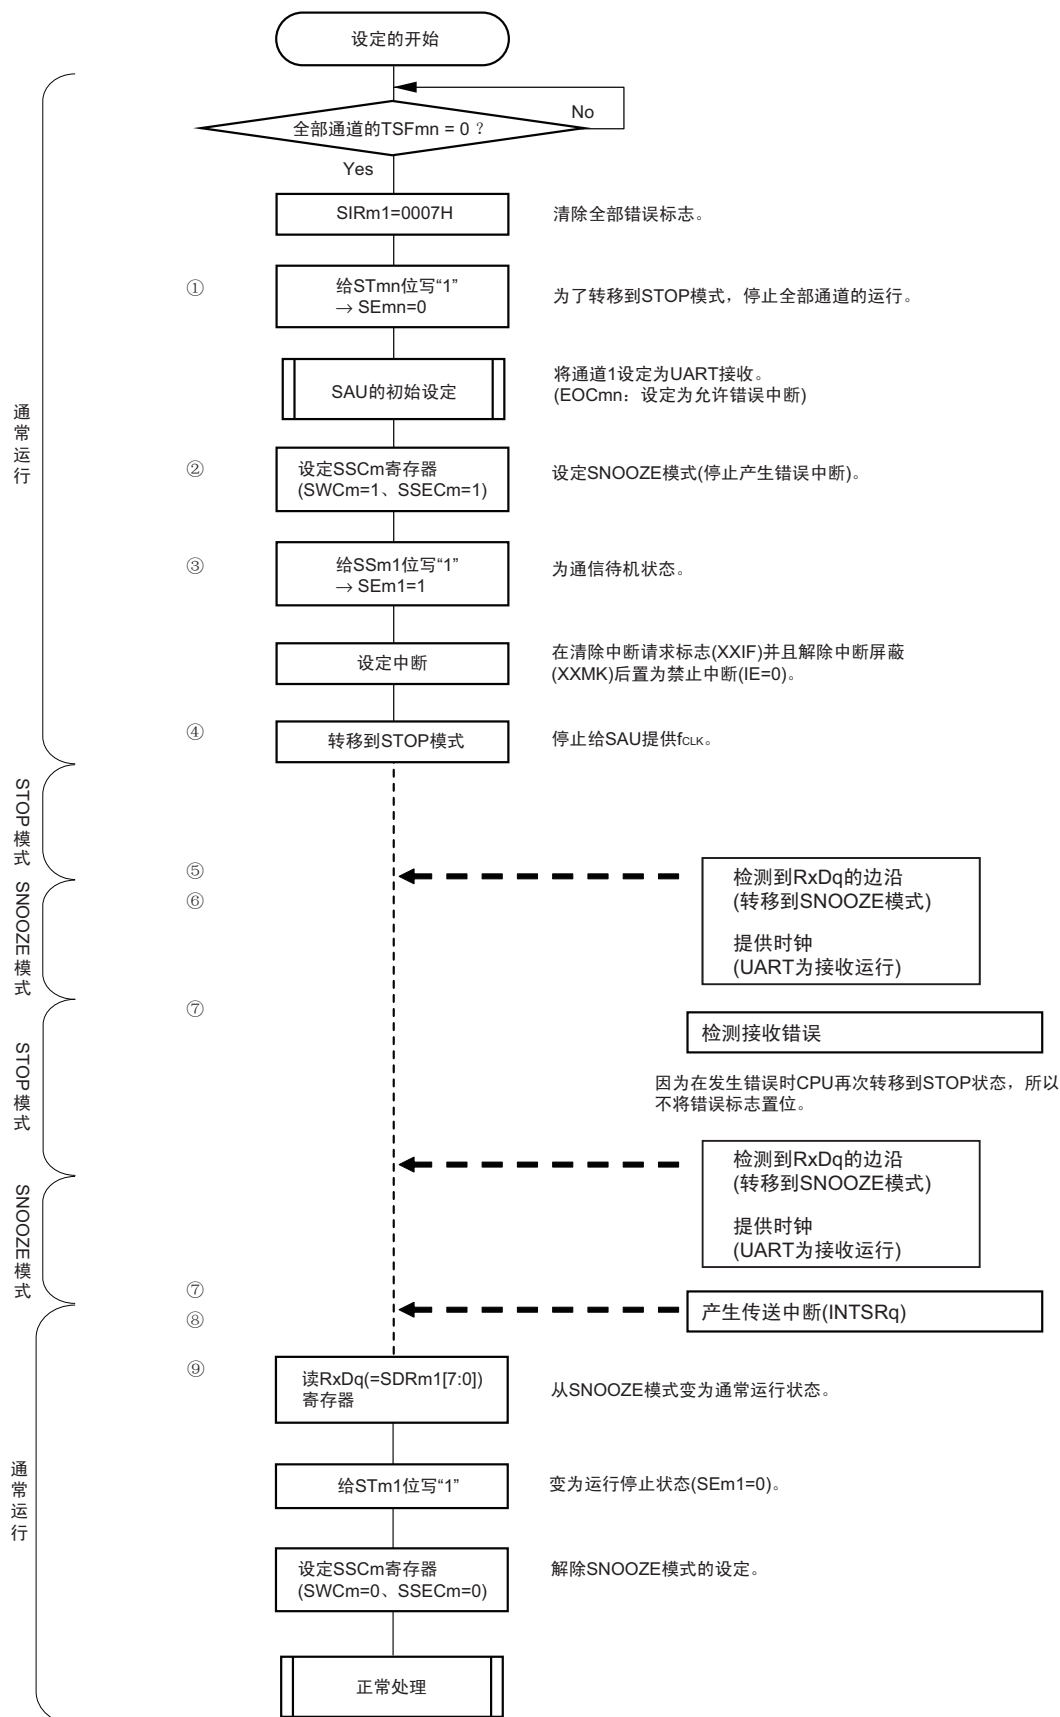 设定的开始
No
全部通道的TSFmn = 0 ?
Yes
SIRm1=0007H
清除全部错误标志。
①
给STmn位写“1”
→ SEmn=0
为了转移到STOP模式，停止全部通道的运行。
SAU的初始设定
将通道1设定为UART接收。
(EOCmn：设定为允许错误中断)
通常运行
②
设定SSCm寄存器
(SWCm=1、SSECm=1)
设定SNOOZE模式(停止产生错误中断)。
③
给SSm1位写“1”
→ SEm1=1
为通信待机状态。
设定中断
在清除中断请求标志(XXIF)并且解除中断屏蔽
(XXMK)后置为禁止中断(IE=0)。
④
转移到STOP模式
停止给SAU提供fCLK。
STOP模式
⑤
检测到RxDq的边沿
(转移到SNOOZE模式)
提供时钟
(UART为接收运行)
SNOOZE模式
⑥
⑦
检测接收错误
因为在发生错误时CPU再次转移到STOP状态，所以
不将错误标志置位。
STOP模式
检测到RxDq的边沿
(转移到SNOOZE模式)
提供时钟
(UART为接收运行)
SNOOZE模式
⑦
产生传送中断(INTSRq)
⑧
⑨
读RxDq(=SDRm1[7:0])
寄存器
从SNOOZE模式变为通常运行状态。
通常运行
给STm1位写“1”
变为运行停止状态(SEm1=0)。
设定SSCm寄存器
(SWCm=0、SSECm=0)
解除SNOOZE模式的设定。
正常处理